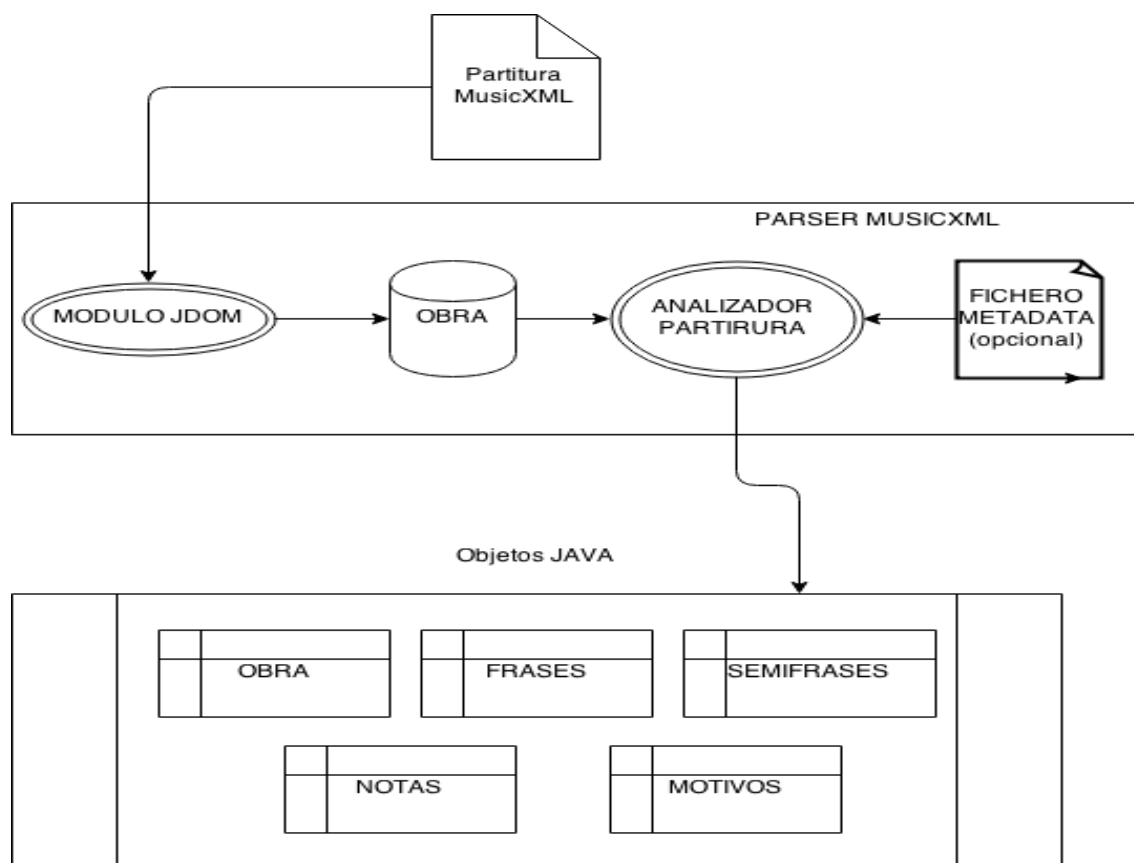 Partitura
MusicXML
PARSER MUSICXML
MODULO JDOM
OBRA
ANALIZADOR
PARTIRURA
FICHERO
METADATA
(opcional)
Objetos JAVA
OBRA
FRASES
SEMIFRASES
NOTAS
MOTIVOS